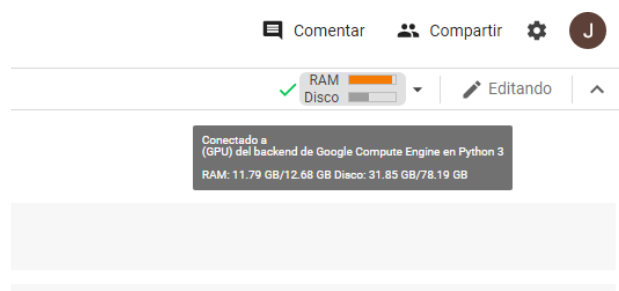 Comentar Compartir J
RAM
Disco
Editando
Conectado a
(GPU) del backend de Google Compute Engine en Python 3
RAM: 11.79 GB/12.68 GB Disco: 31.85 GB/78.19 GB